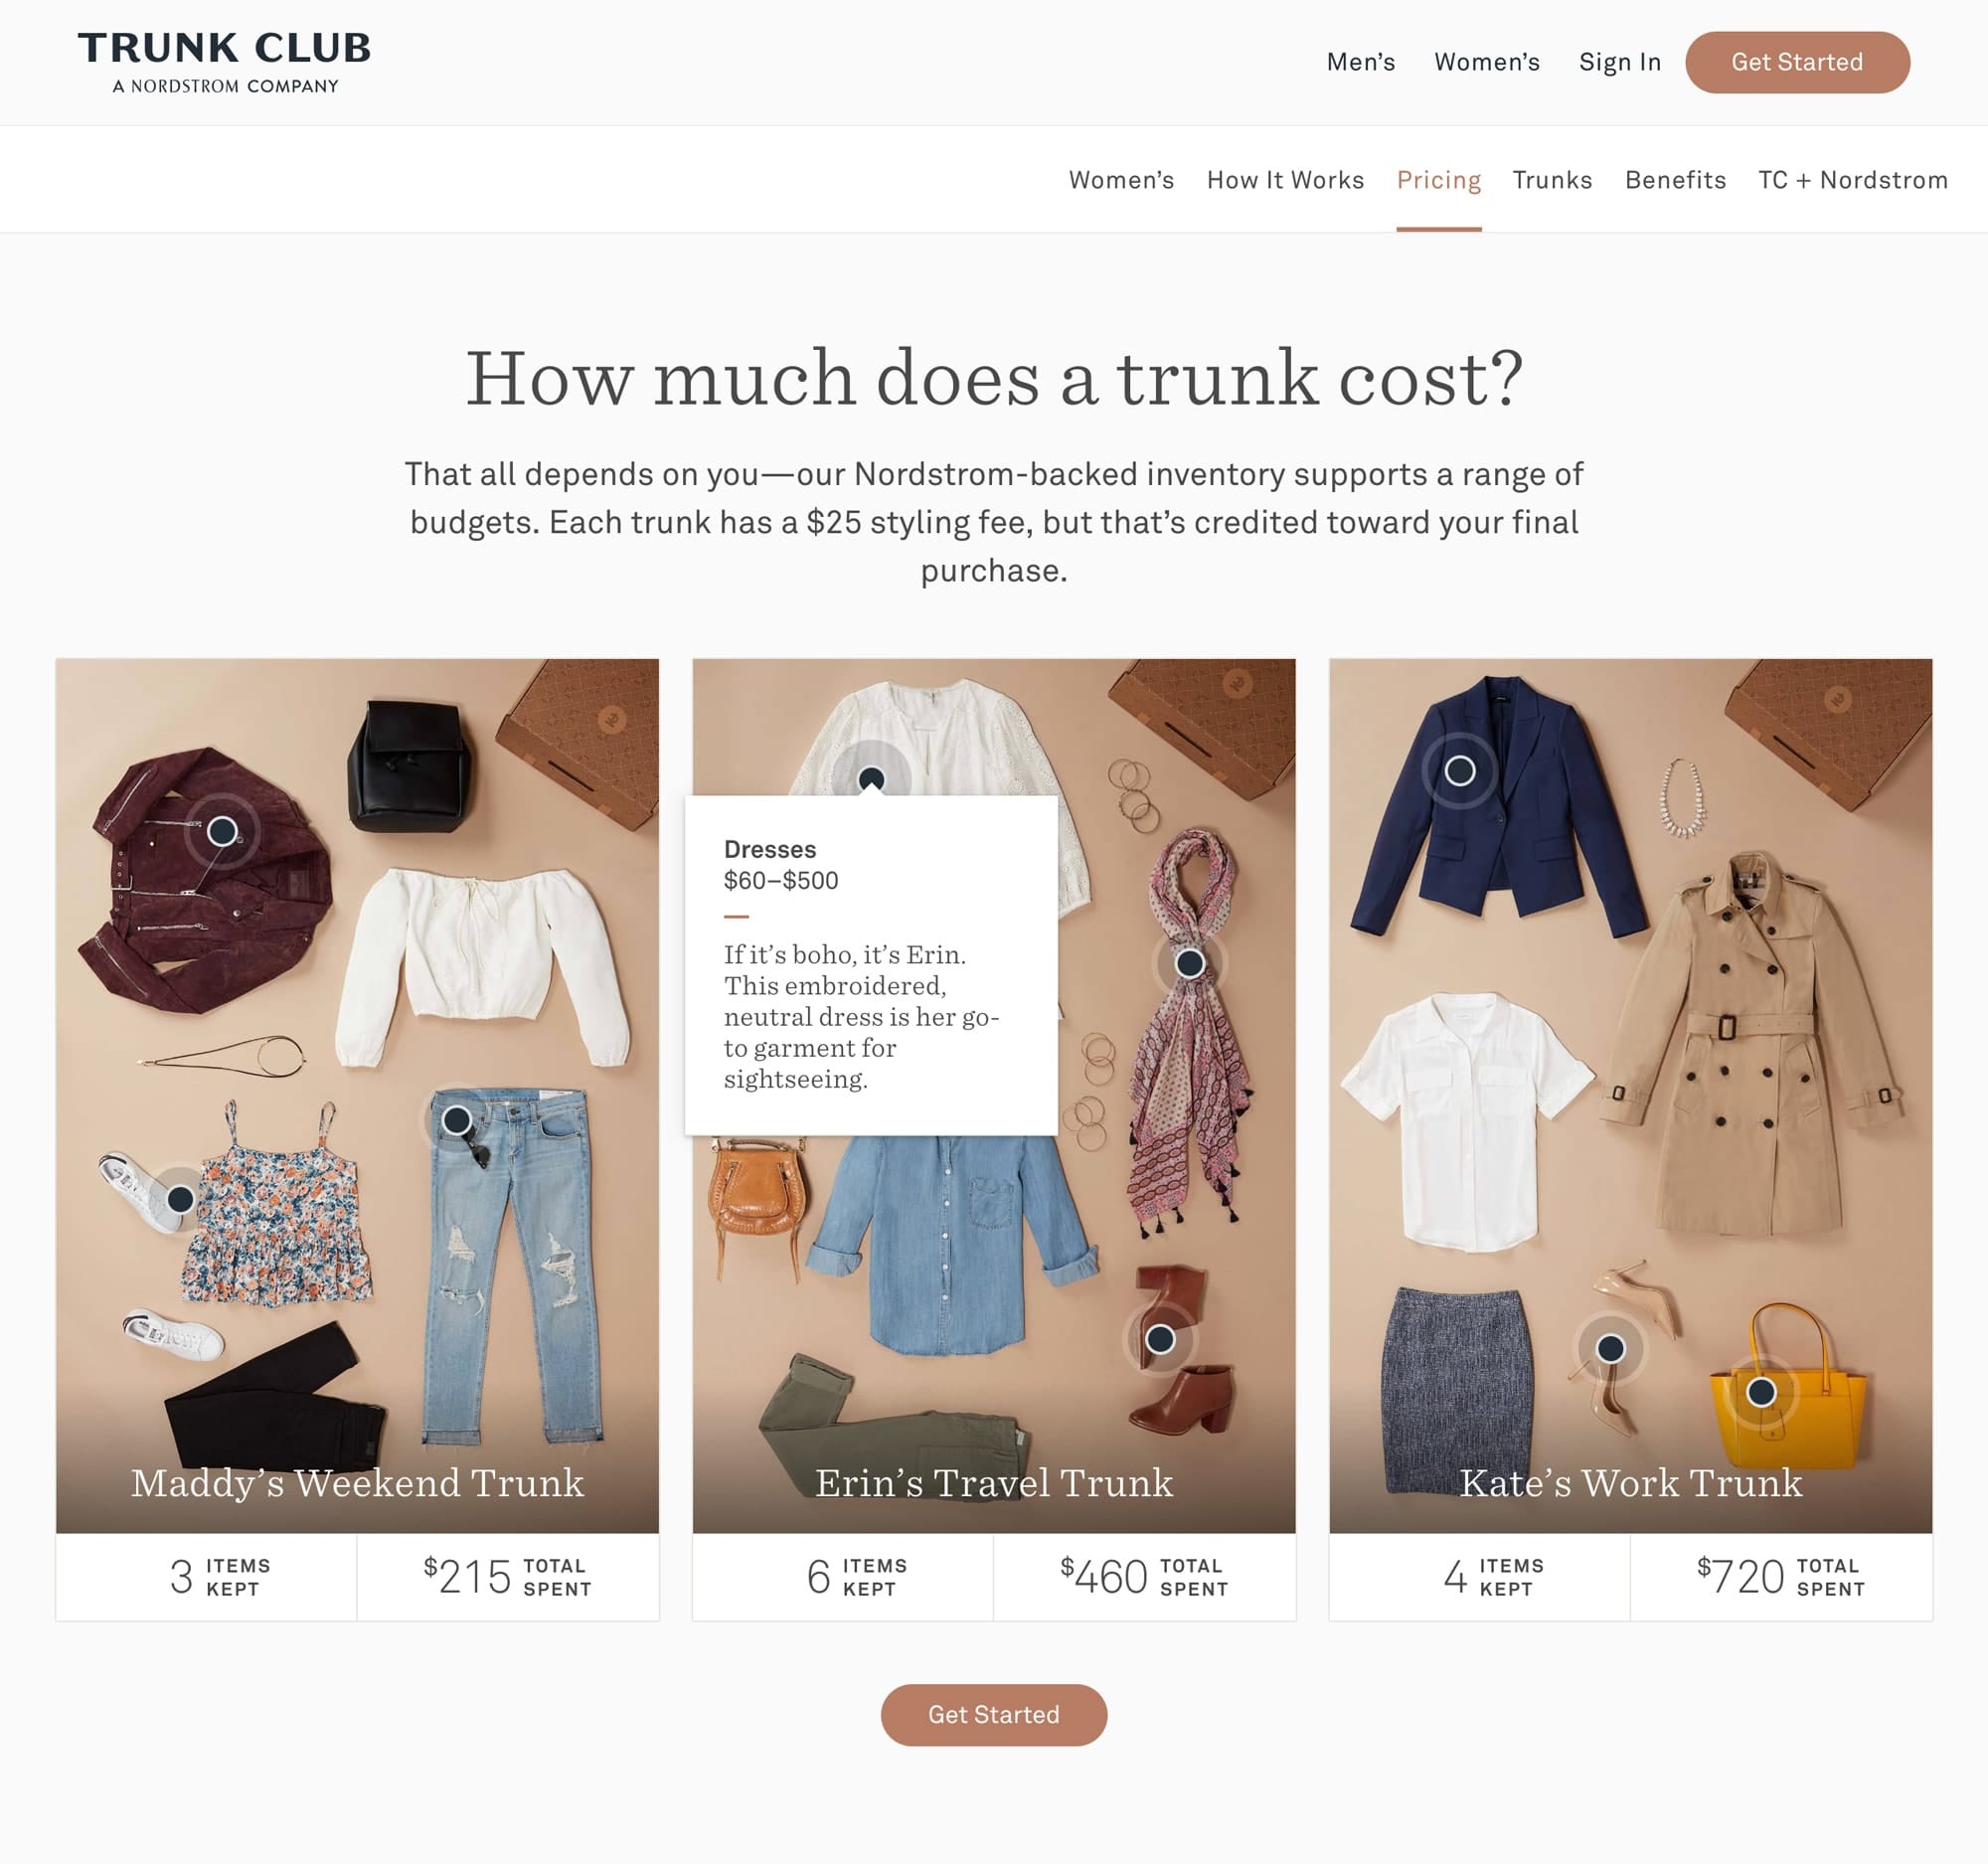 TRUNK CLUB
A NORDSTROM COMPANY
Men’s Women’s Sign In Get Started
Women’s How It Works Pricing Trunks Benefits TC + Nordstrom
How much does a trunk cost?
That all depends on you—our Nordstrom-backed inventory supports a range of
budgets. Each trunk has a $25 styling fee, but that’s credited toward your final
purchase.
Dresses
$60–$500
If it’s boho, it’s Erin.
This embroidered,
neutral dress is her go-
to garment for
sightseeing.
Maddy’s Weekend Trunk
3 ITEMS
KEPT
$215 TOTAL
SPENT
Erin’s Travel Trunk
6 ITEMS
KEPT
$460 TOTAL
SPENT
Kate’s Work Trunk
4 ITEMS
KEPT
$720 TOTAL
SPENT
Get Started